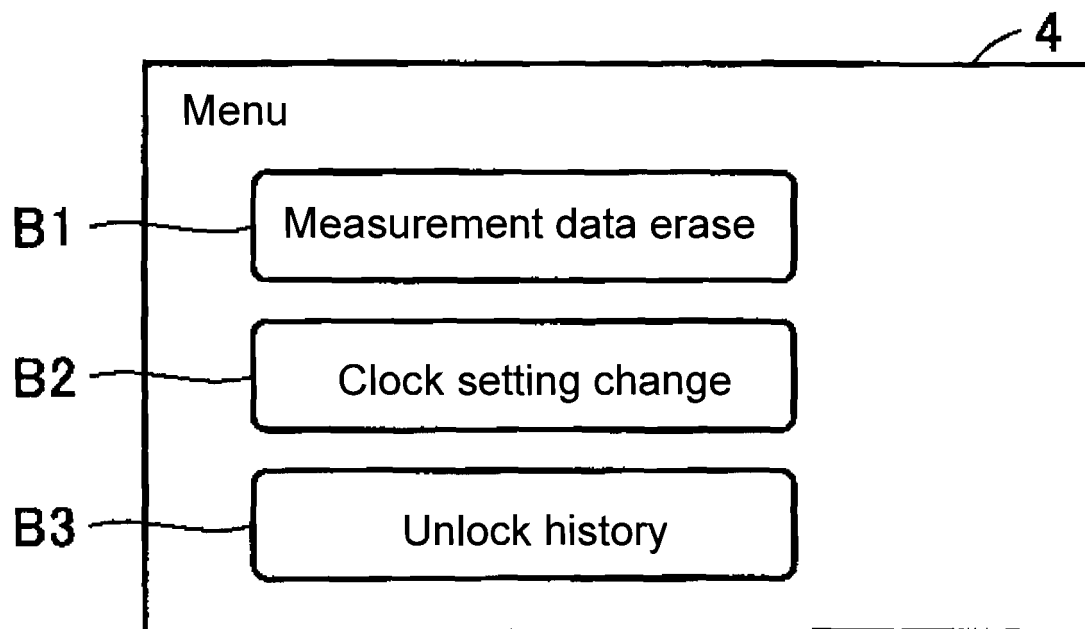 4
Menu
B1 Measurement data erase
B2 Clock setting change
B3 Unlock history